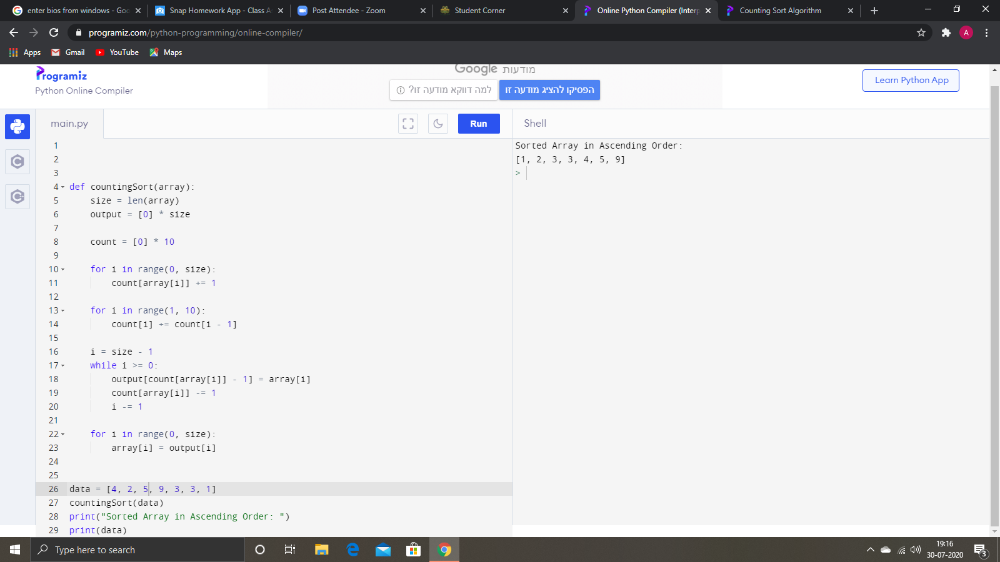 enter bios from windows - Goo
Snap Homework App - Class A
Post Attendee - Zoom
Student Corner
Online Python Compiler (Interp
Counting Sort Algorithm
programiz.com/python-programming/online-compiler/
A
Apps
Gmail
YouTube
Maps
Programiz
Python Online Compiler
מודעות Google
למה דווקא מודעה זו?
הפסיקו להציג מודעה זו
Learn Python App
main.py
Run
Shell
1
2
3
4 def countingSort(array):
5     size = len(array)
6     output = [0] * size
7
8     count = [0] * 10
9
10     for i in range(0, size):
11         count[array[i]] += 1
12
13     for i in range(1, 10):
14         count[i] += count[i - 1]
15
16     i = size - 1
17     while i >= 0:
18         output[count[array[i]] - 1] = array[i]
19         count[array[i]] -= 1
20         i -= 1
21
22     for i in range(0, size):
23         array[i] = output[i]
24
25
26 data = [4, 2, 5, 9, 3, 3, 1]
27 countingSort(data)
28 print("Sorted Array in Ascending Order: ")
29 print(data)
Sorted Array in Ascending Order:
[1, 2, 3, 3, 4, 5, 9]
>
Type here to search
19:16
30-07-2020
3